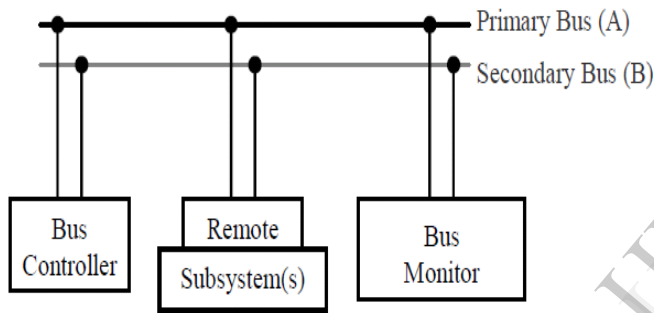 Primary Bus (A)
Secondary Bus (B)
Bus
Controller
Remote
Subsystem(s)
Bus
Monitor